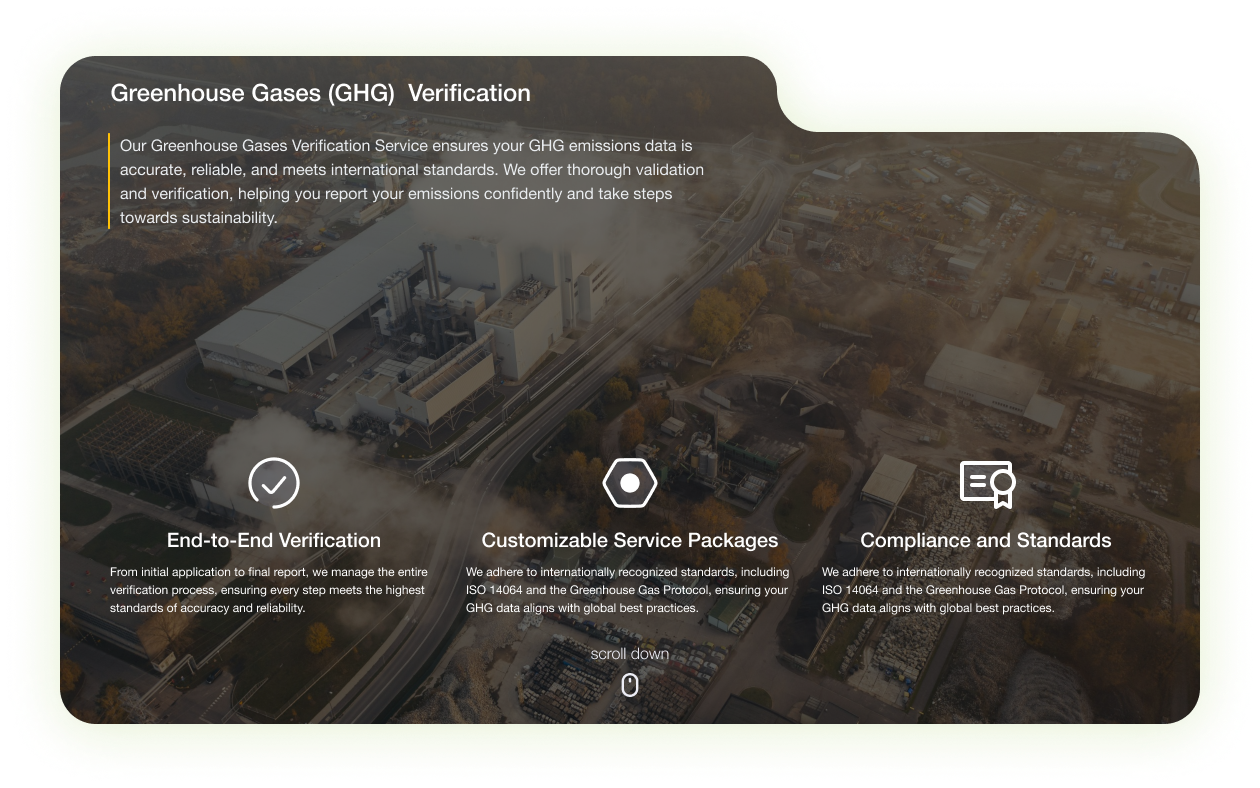 Greenhouse Gases (GHG)  Verification
Our Greenhouse Gases Verification Service ensures your GHG emissions data is
accurate, reliable, and meets international standards. We offer thorough validation
and verification, helping you report your emissions confidently and take steps
towards sustainability.
End-to-End Verification
From initial application to final report, we manage the entire
verification process, ensuring every step meets the highest
standards of accuracy and reliability.
Customizable Service Packages
We adhere to internationally recognized standards, including
ISO 14064 and the Greenhouse Gas Protocol, ensuring your
GHG data aligns with global best practices.
Compliance and Standards
We adhere to internationally recognized standards, including
ISO 14064 and the Greenhouse Gas Protocol, ensuring your
GHG data aligns with global best practices.
scroll down